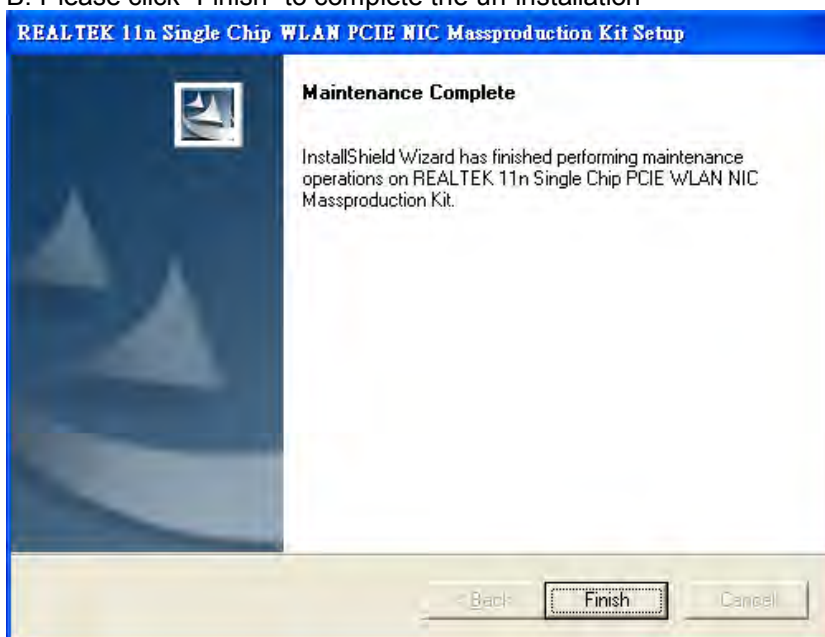 B. Please click "Finish" to complete the un-installation
REALTEK 11n Single Chip WLAN PCIE NIC Massproduction Kit Setup
Maintenance Complete
InstallShield Wizard has finished performing maintenance
operations on REALTEK 11n Single Chip PCIE WLAN NIC
Massproduction Kit.
< Back Finish Cancel